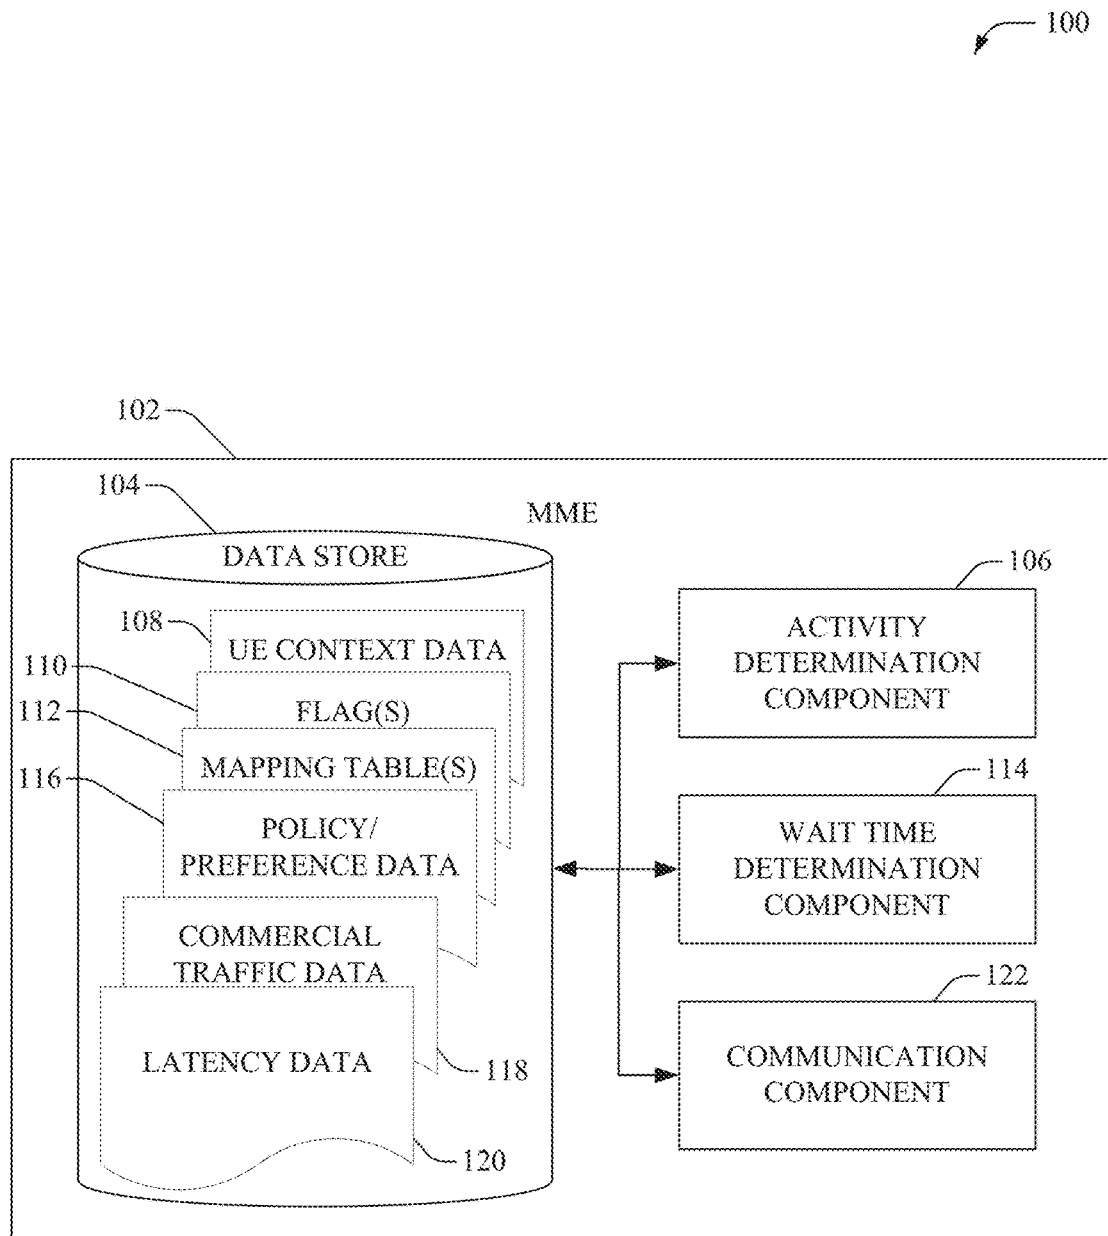 100
102
104
MME
DATA STORE
106
108
UE CONTEXT DATA
ACTIVITY
DETERMINATION
COMPONENT
110
FLAG(S)
112
MAPPING TABLE(S)
116
114
POLICY/
PREFERENCE DATA
WAIT TIME
DETERMINATION
COMPONENT
COMMERCIAL
TRAFFIC DATA
122
LATENCY DATA
118
COMMUNICATION
COMPONENT
120